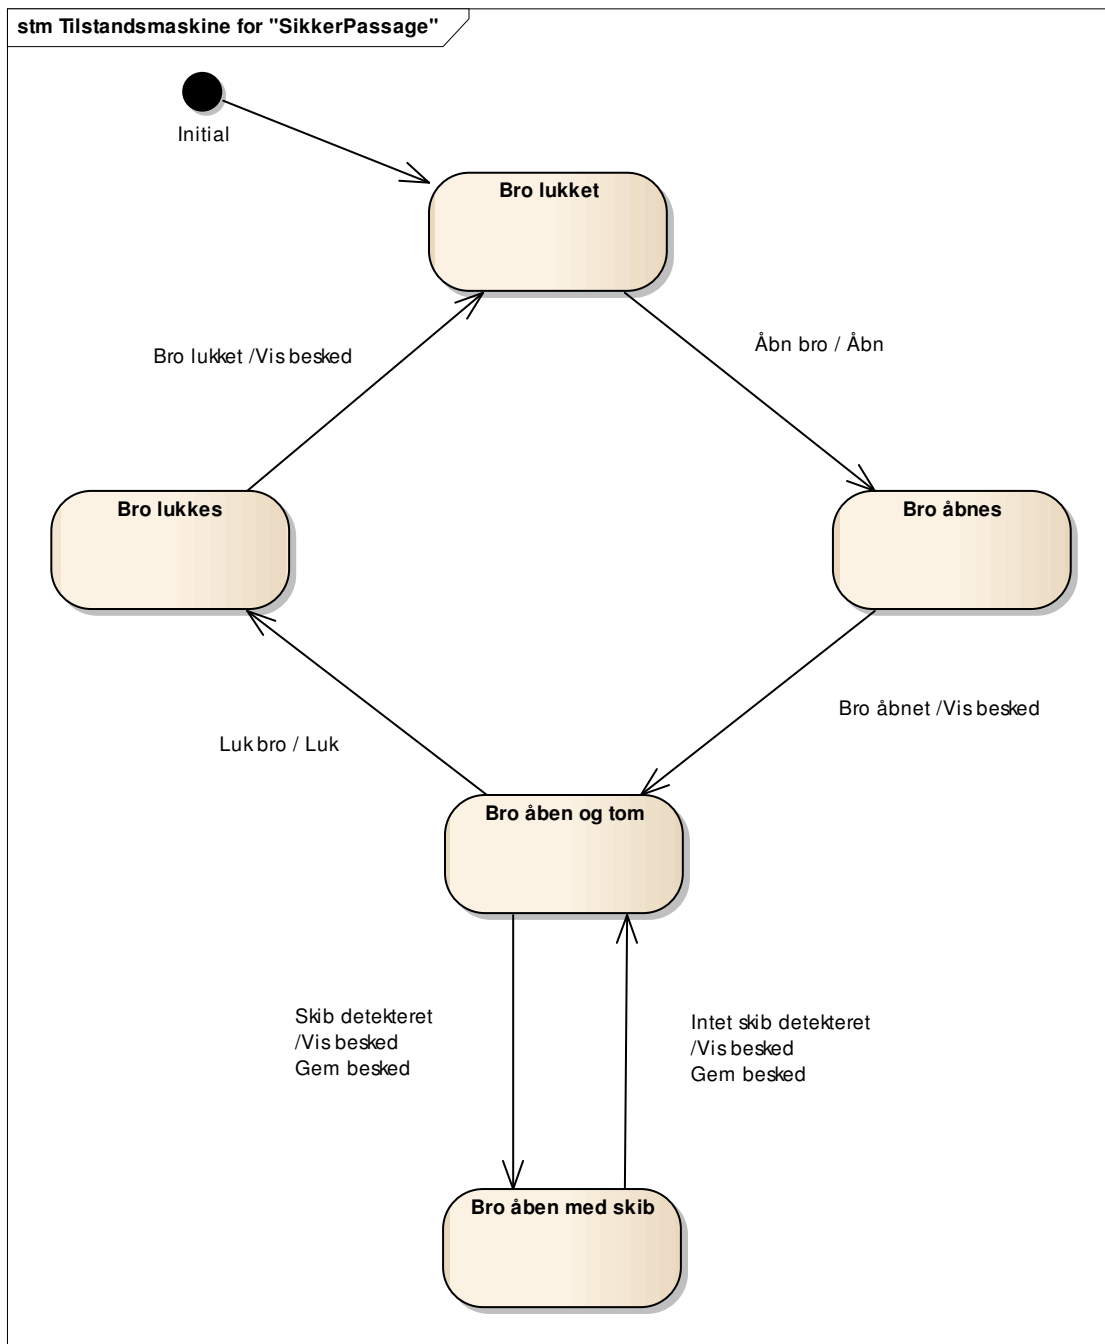 stm Tilstandsmaskine for "SikkerPassage"
Initial
Bro lukket
Bro lukket /Vis besked
Åbn bro / Åbn
Bro lukkes
Bro åbnes
Luk bro / Luk
Bro åbnet /Vis besked
Bro åben og tom
Skib detekteret
/Vis besked
Gem besked
Intet skib detekteret
/Vis besked
Gem besked
Bro åben med skib